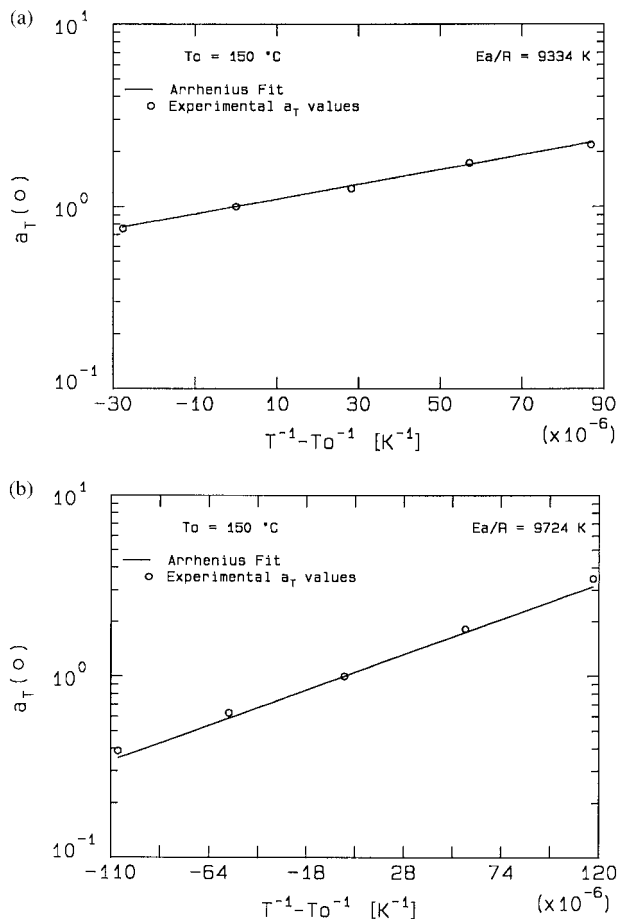 (a)
10^1
To = 150 °C Ea/R = 9334 K
Arrhenius Fit
Experimental a_T values
a_T (O)
10^0
10^-1
-30 -10 10 30 50 70 90
T^-1-To^-1 [K^-1] (x10^-6)
(b)
10^1
To = 150 °C Ea/R = 9724 K
Arrhenius Fit
Experimental a_T values
a_T (O)
10^0
10^-1
-110 -64 -18 28 74 120
T^-1-To^-1 [K^-1] (x10^-6)